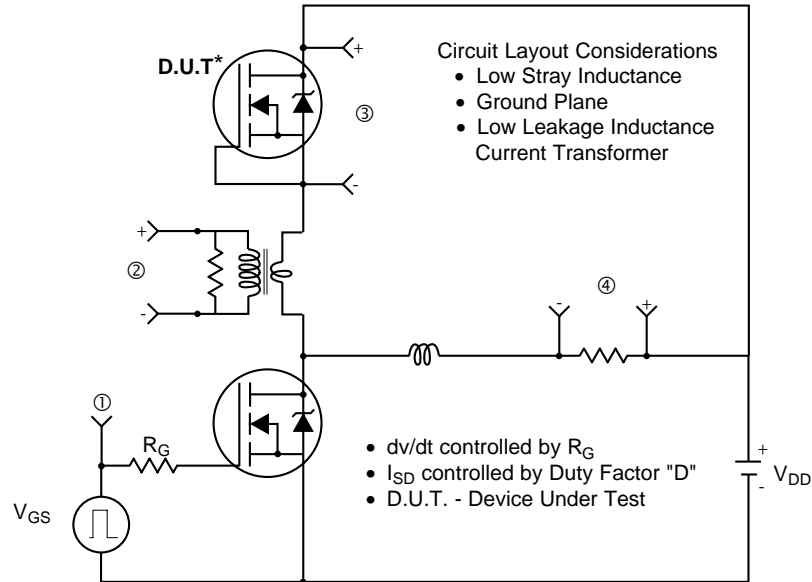 D.U.T*
+
-
③
Circuit Layout Considerations
• Low Stray Inductance
• Ground Plane
• Low Leakage Inductance
Current Transformer
+
-
②
④
-
+
①
RG
VGS
• dv/dt controlled by RG
• ISD controlled by Duty Factor "D"
• D.U.T. - Device Under Test
+
-
VDD